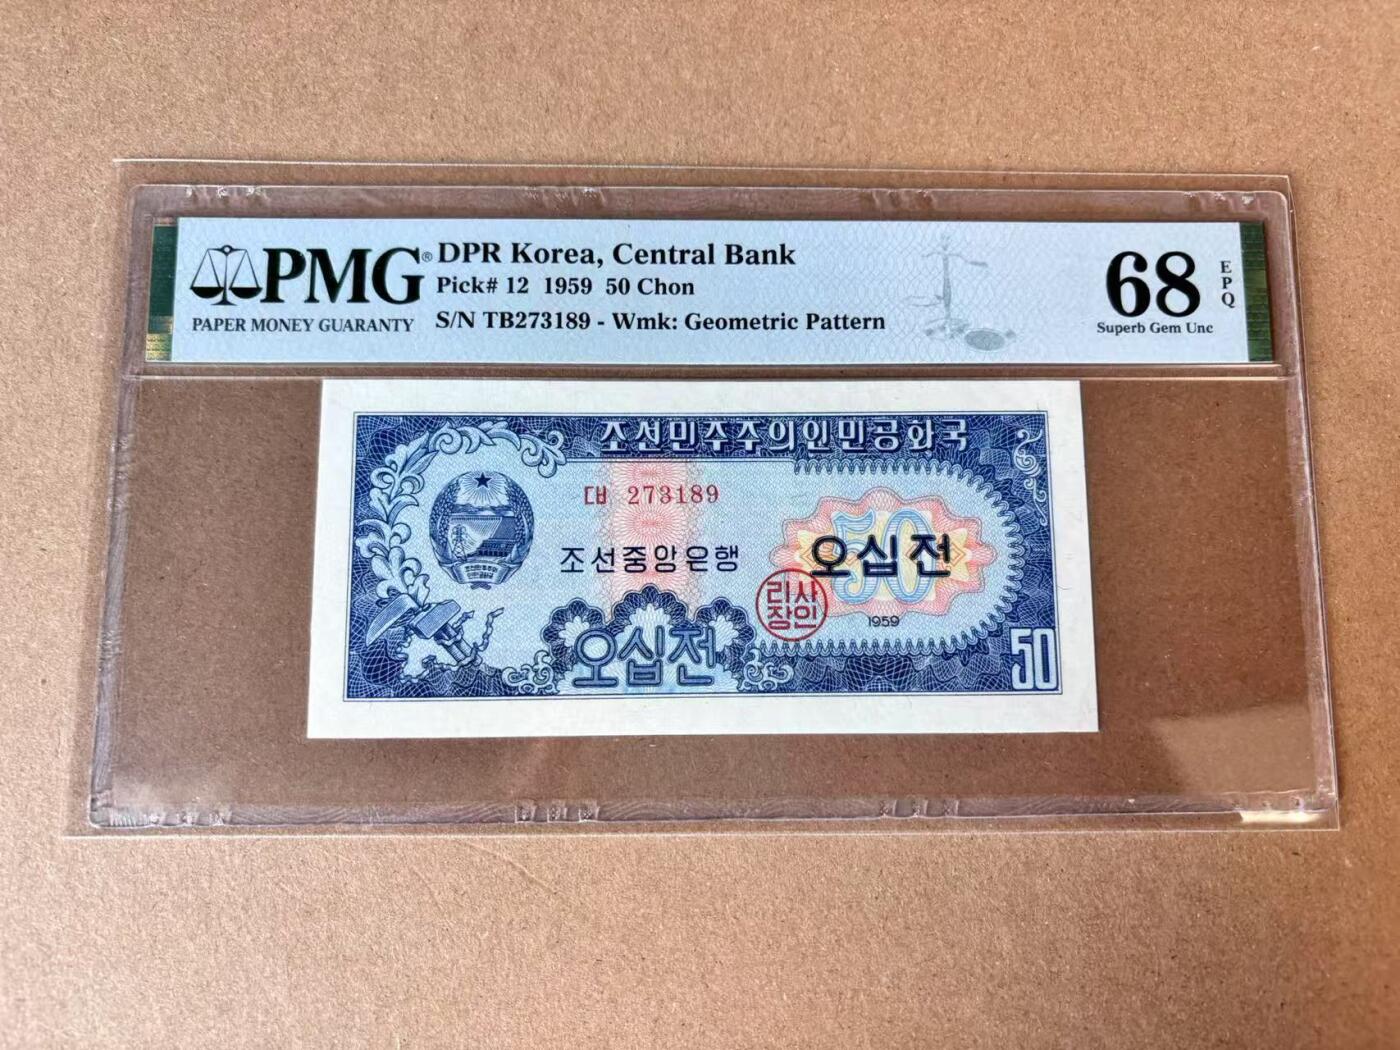 PMG® DPR Korea, Central Bank
Pick# 12 1959 50 Chon
PAPER MONEY GUARANTY
S/N TB273189 - Wmk: Geometric Pattern
68 EPQ
Superb Gem Unc
조선민주주의인민공화국
ㄷㅂ 273189
조선중앙은행
50
오십전
리사
장인
1959
오십전
50